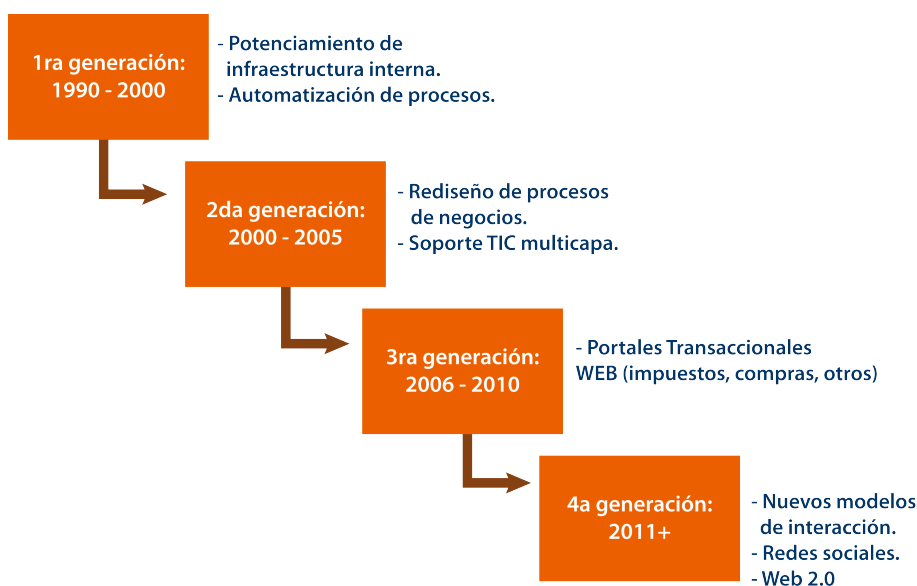 1ra generación:
1990 - 2000
- Potenciamiento de
infraestructura interna.
- Automatización de procesos.
2da generación:
2000 - 2005
- Rediseño de procesos
de negocios.
- Soporte TIC multicapa.
3ra generación:
2006 - 2010
- Portales Transaccionales
WEB (impuestos, compras, otros)
4a generación:
2011+
- Nuevos modelos
de interacción.
- Redes sociales.
- Web 2.0